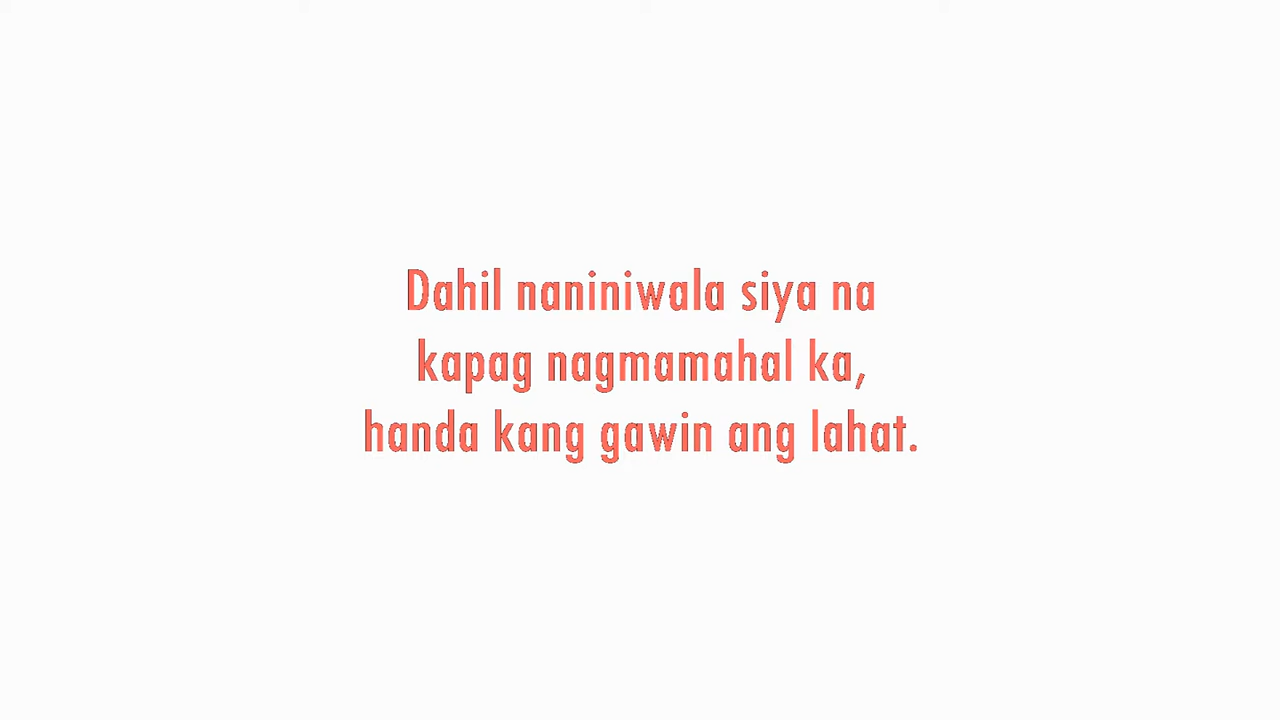 Dahil naniniwala siya na
kapag nagmamahal ka,
handa kang gawin ang lahat.